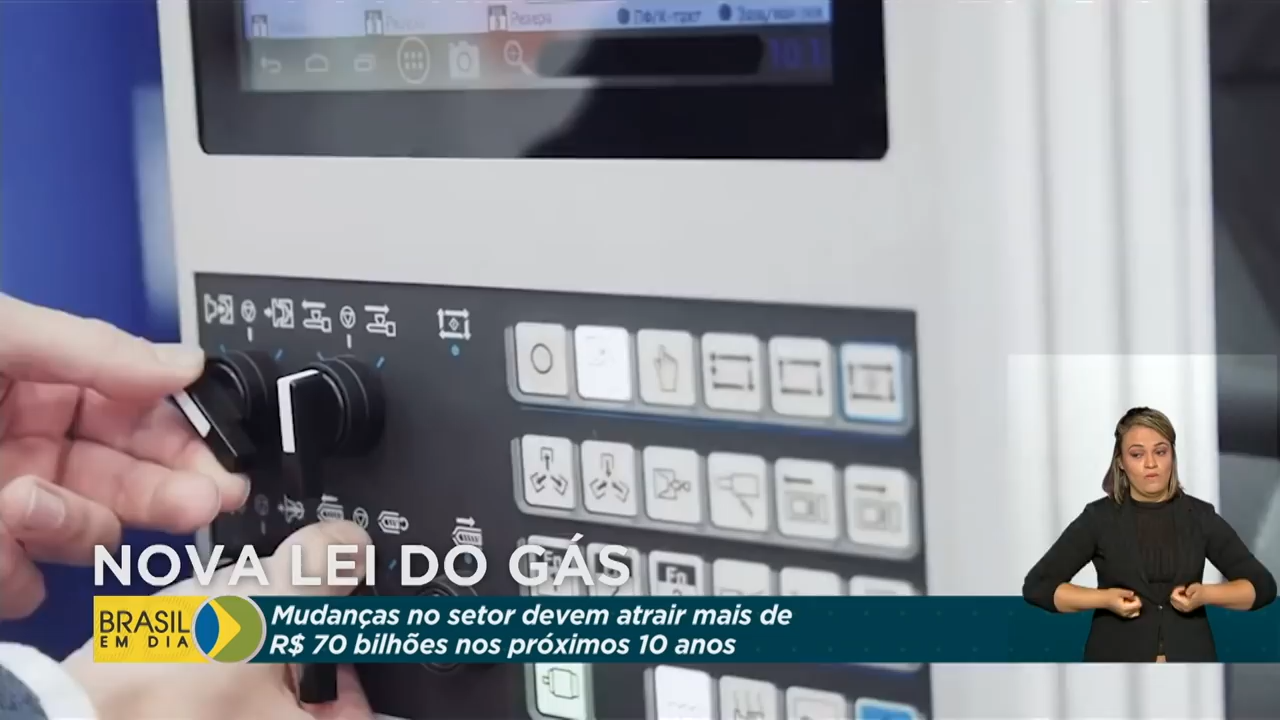 Резерв
NOVA LEI DO GÁS
BRASIL
EM DIA
Mudanças no setor devem atrair mais de
R$ 70 bilhões nos próximos 10 anos